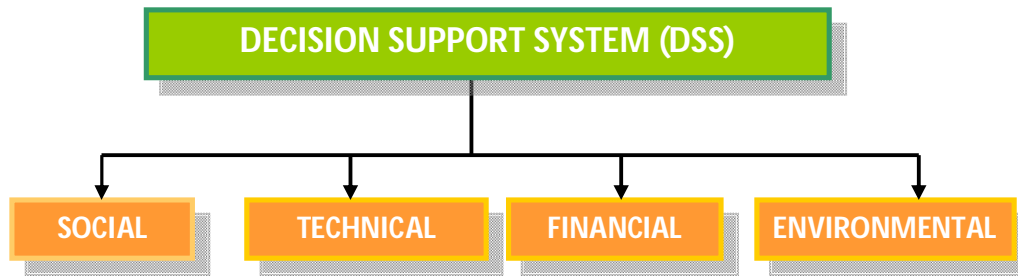 DECISION SUPPORT SYSTEM (DSS)
SOCIAL
TECHNICAL
FINANCIAL
ENVIRONMENTAL